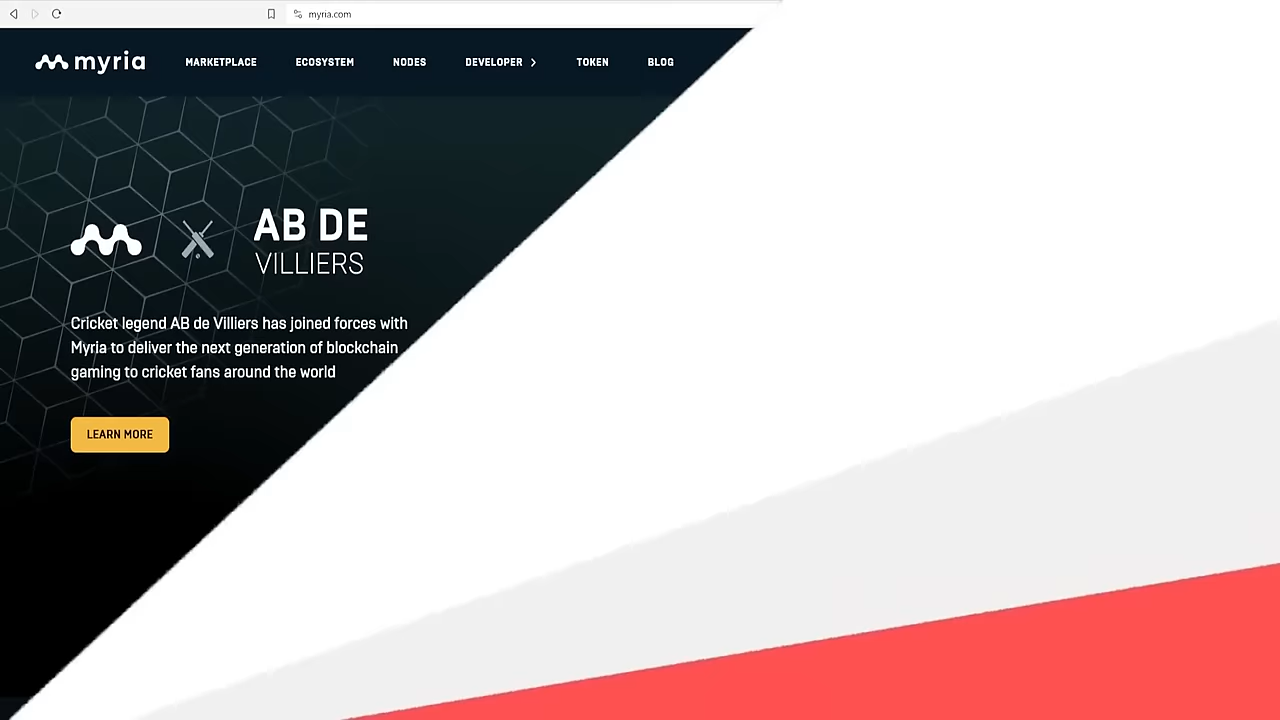 myria.com
myria MARKETPLACE ECOSYSTEM NODES DEVELOPER TOKEN BLOG
AB DE
VILLIERS
Cricket legend AB de Villiers has joined forces with
Myria to deliver the next generation of blockchain
gaming to cricket fans around the world
LEARN MORE